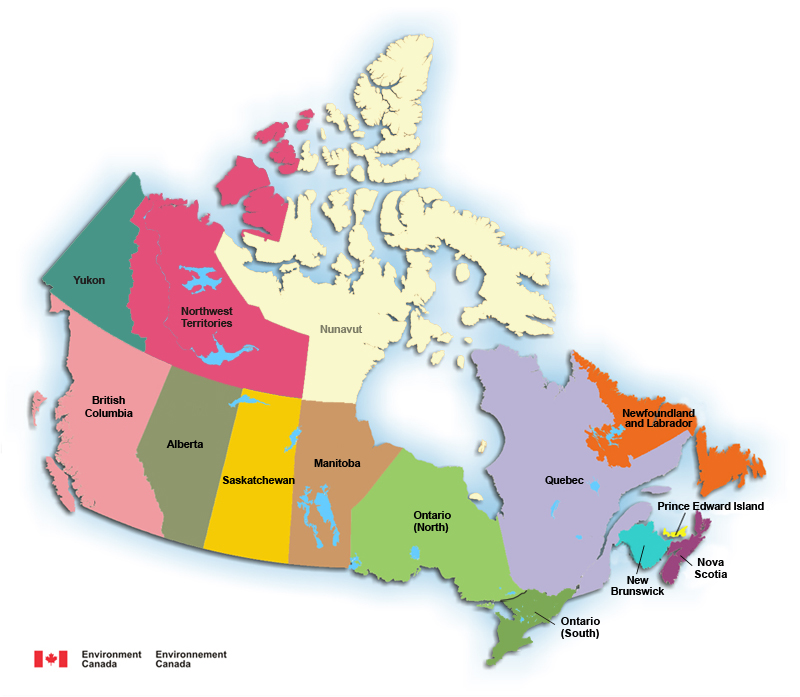 Yukon
Northwest
Territories
Nunavut
British
Columbia
Alberta
Saskatchewan
Manitoba
Ontario
(North)
Quebec
Newfoundland
and Labrador
Prince Edward Island
Nova
Scotia
New
Brunswick
Ontario
(South)
Environment
Canada
Environnement
Canada